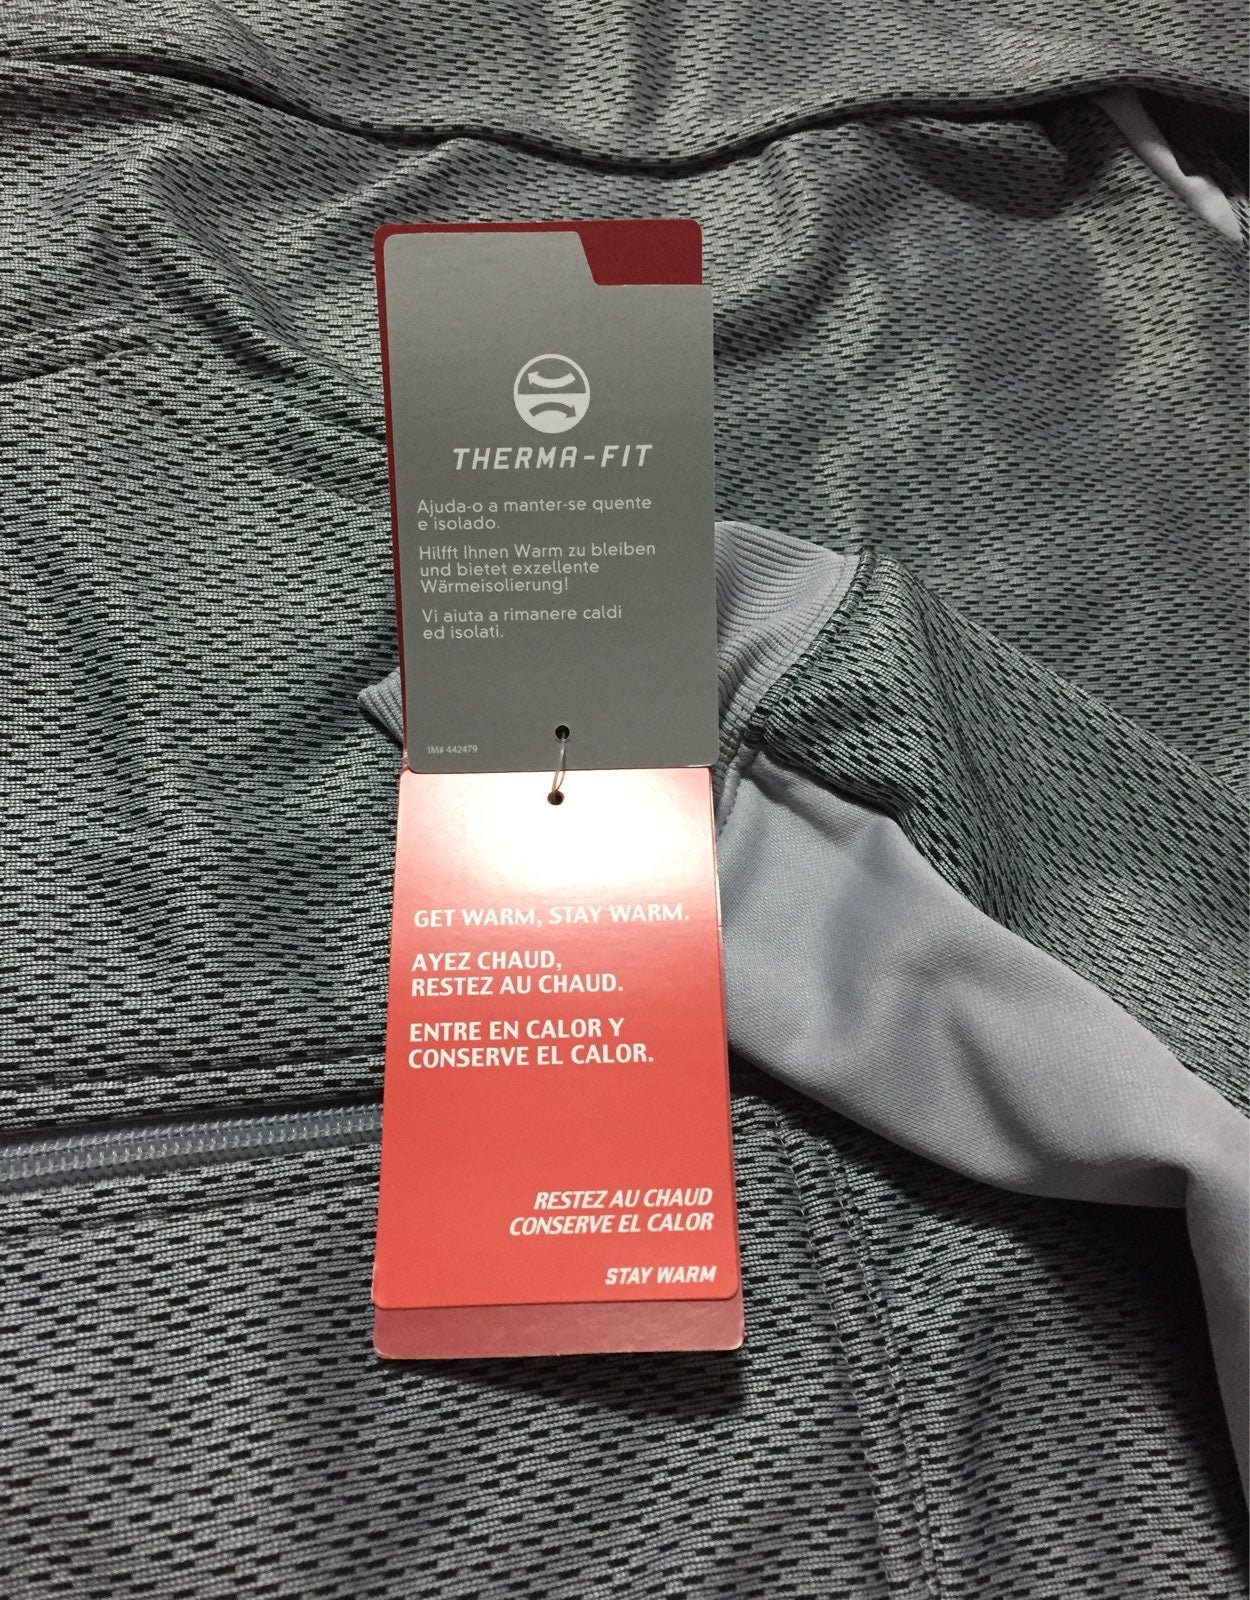 THERMA-FIT
Ajuda-o a manter-se quente
e isolado.
Hilfft Ihnen Warm zu bleiben
und bietet exzellente
Wärmeisolierung!
Vi aiuta a rimanere caldi
ed isolati.
IM# 442479
GET WARM, STAY WARM.
AYEZ CHAUD,
RESTEZ AU CHAUD.
ENTRE EN CALOR Y
CONSERVE EL CALOR.
RESTEZ AU CHAUD
CONSERVE EL CALOR
STAY WARM